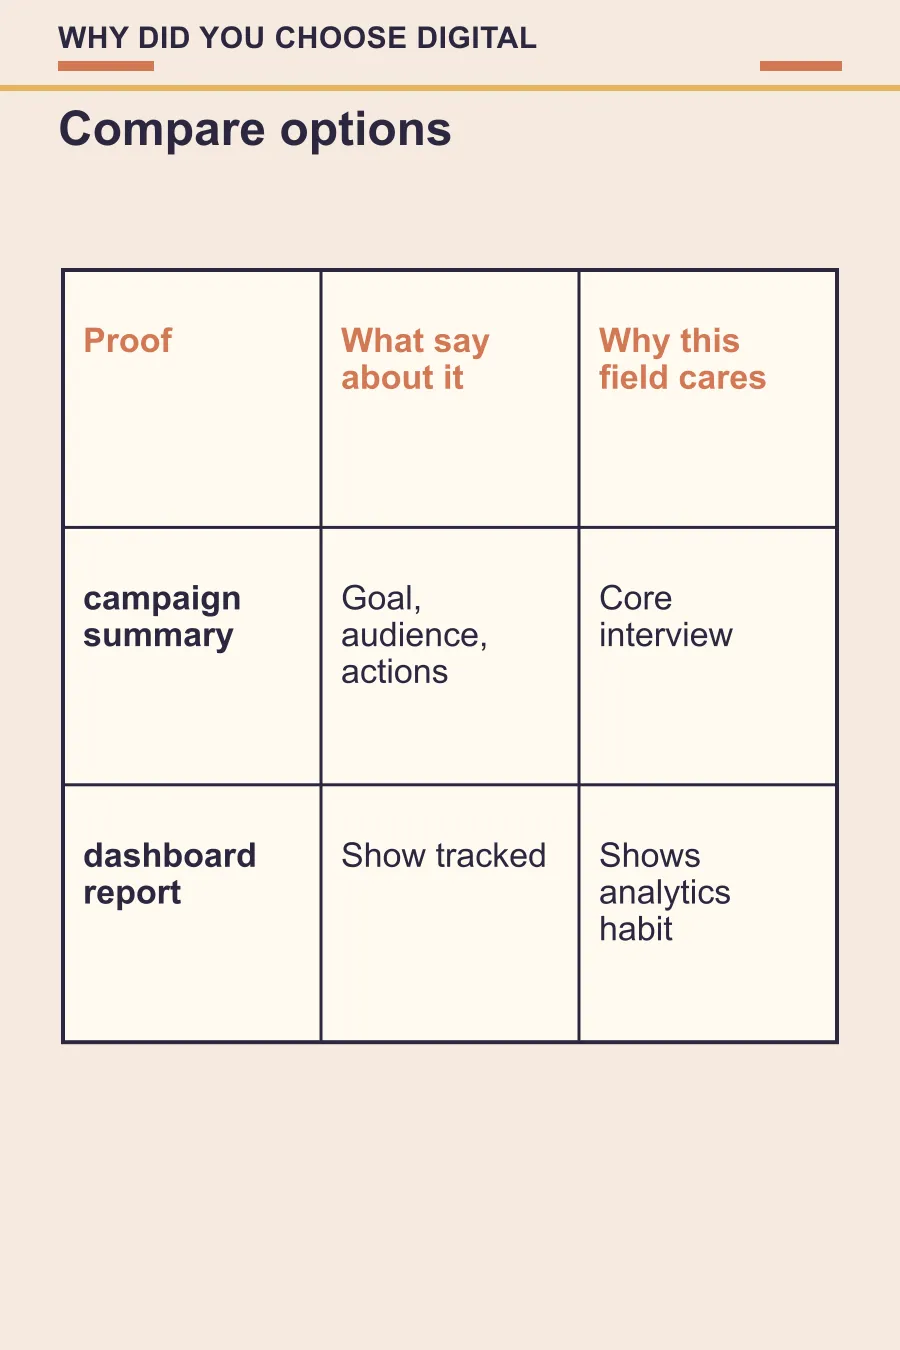 WHY DID YOU CHOOSE DIGITAL
Compare options
Proof
What say
about it
Why this
field cares
campaign
summary
Goal,
audience,
actions
Core
interview
dashboard
report
Show tracked
Shows
analytics
habit